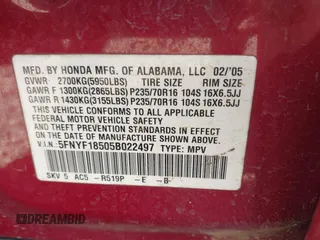 MFD. BY HONDA MFG. OF ALABAMA, LLC 02/'05
GVWR 2700KG(5950LBS) TIRE SIZE RIM SIZE
GAWR F 1300KG(2865LBS) P235/70R16 104S 16X6.5JJ
GAWR R 1430KG(3155LBS) P235/70R16 104S 16X6.5JJ
THIS VEHICLE CONFORMS TO ALL APPLICABLE
FEDERAL MOTOR VEHICLE SAFETY STANDARDS IN
EFFECT ON THE DATE OF MANUFACTURE SHOWN ABOVE.
V.I.N.: 5FNYF18505B022497 TYPE: MPV
SKV 5 AC5 -R519P -E -B
DREAMBID